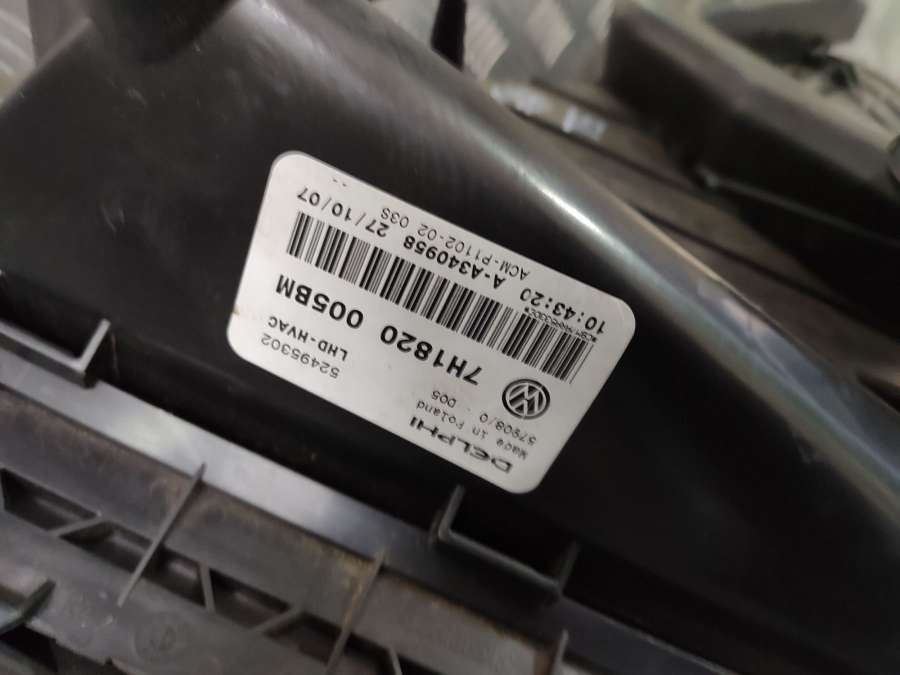 DELPHI
Made in Poland
57908/0 - D05
52495302
LHD-HVAC
7H1820 005BM
10:43:20 A-A340958 27/10/07
ACM-P1102-02 03S